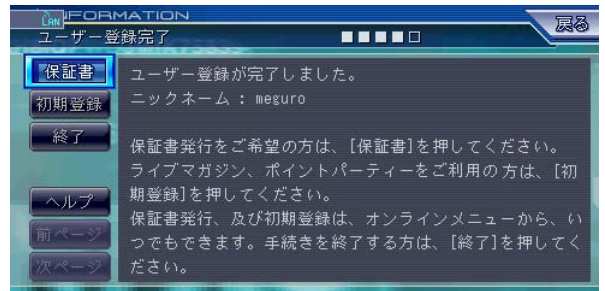 LAN
INFORMATION
戻る
ユーザー登録完了
保証書
初期登録
終了
ヘルプ
前ページ
次ページ
ユーザー登録が完了しました。
ニックネーム : meguro
保証書発行をご希望の方は、[保証書]を押してください。
ライブマガジン、ポイントパーティーをご利用の方は、[初
期登録]を押してください。
保証書発行、及び初期登録は、オンラインメニューから、い
つでもできます。手続きを終了する方は、[終了]を押してく
ださい。